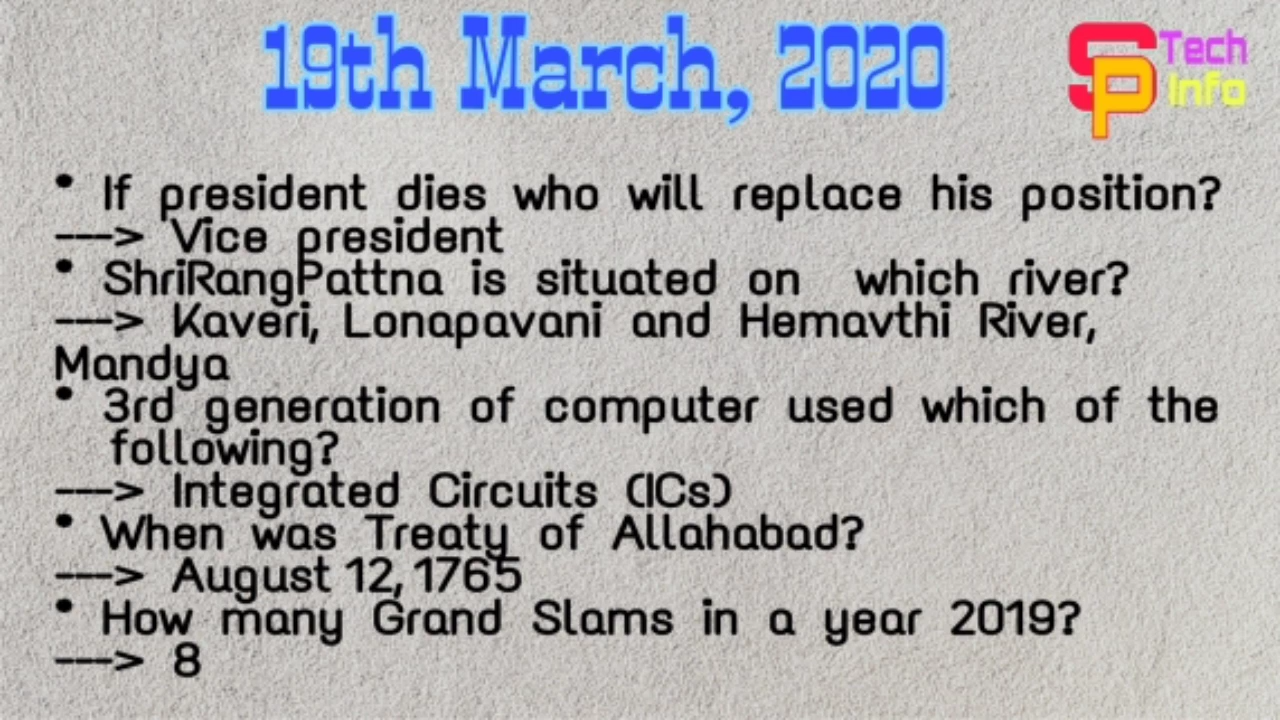 19th March, 2020
SP Tech Info
• If president dies who will replace his position?
---> Vice president
• ShriRangPattna is situated on which river?
---> Kaveri, Lonapavani and Hemavthi River,
Mandya
• 3rd generation of computer used which of the
following?
---> Integrated Circuits (ICs)
• When was Treaty of Allahabad?
---> August 12, 1765
• How many Grand Slams in a year 2019?
---> 8